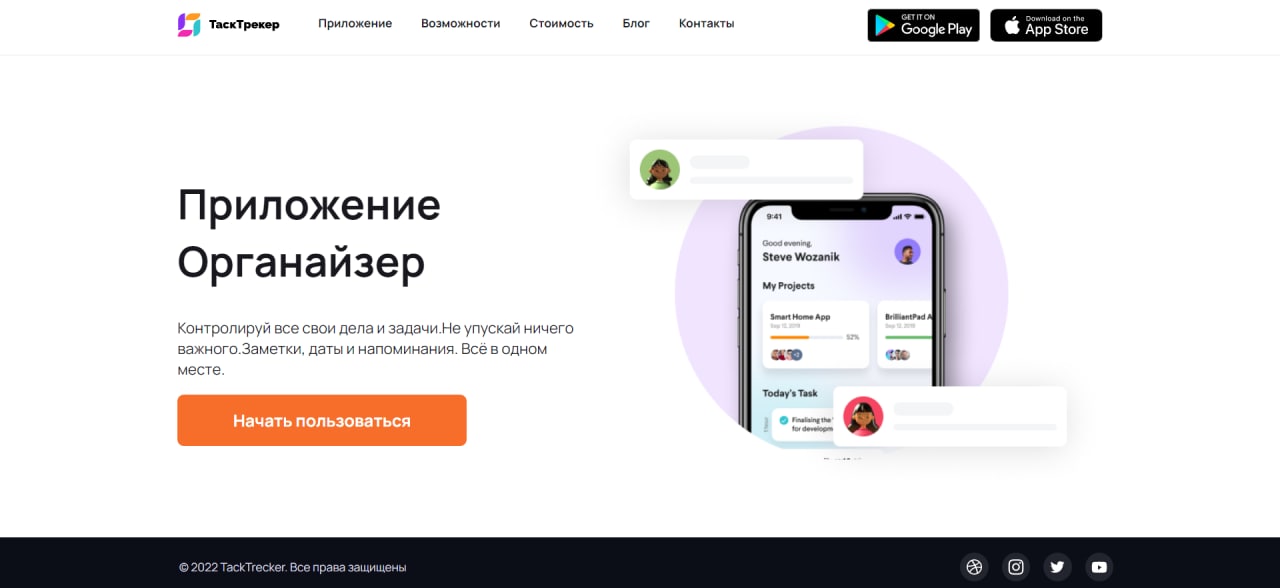 ТаскТрекер
Приложение
Возможности
Стоимость
Блог
Контакты
GET IT ON
Google Play
Download on the
App Store
Приложение
Органайзер
Контролируй все свои дела и задачи.Не упускай ничего
важного.Заметки, даты и напоминания. Всё в одном
месте.
Начать пользоваться
9:41
Good evening,
Steve Wozanik
My Projects
Smart Home App
Sep 12, 2019
52%
BrilliantPad A
Sep 12, 2019
Today's Task
1 hour
Finalising the
for developm
© 2022 TackTrecker. Все права защищены